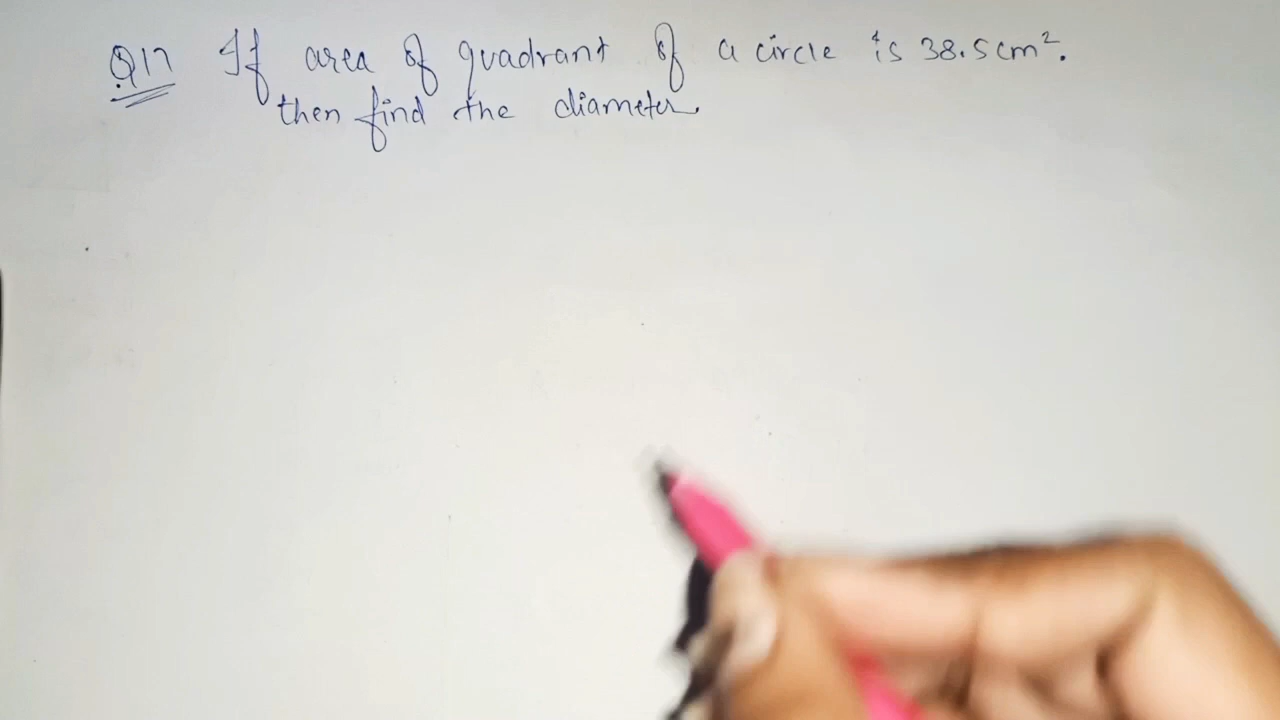 Q17 If area of quadrant of a circle is 38.5cm².
then find the diameter.